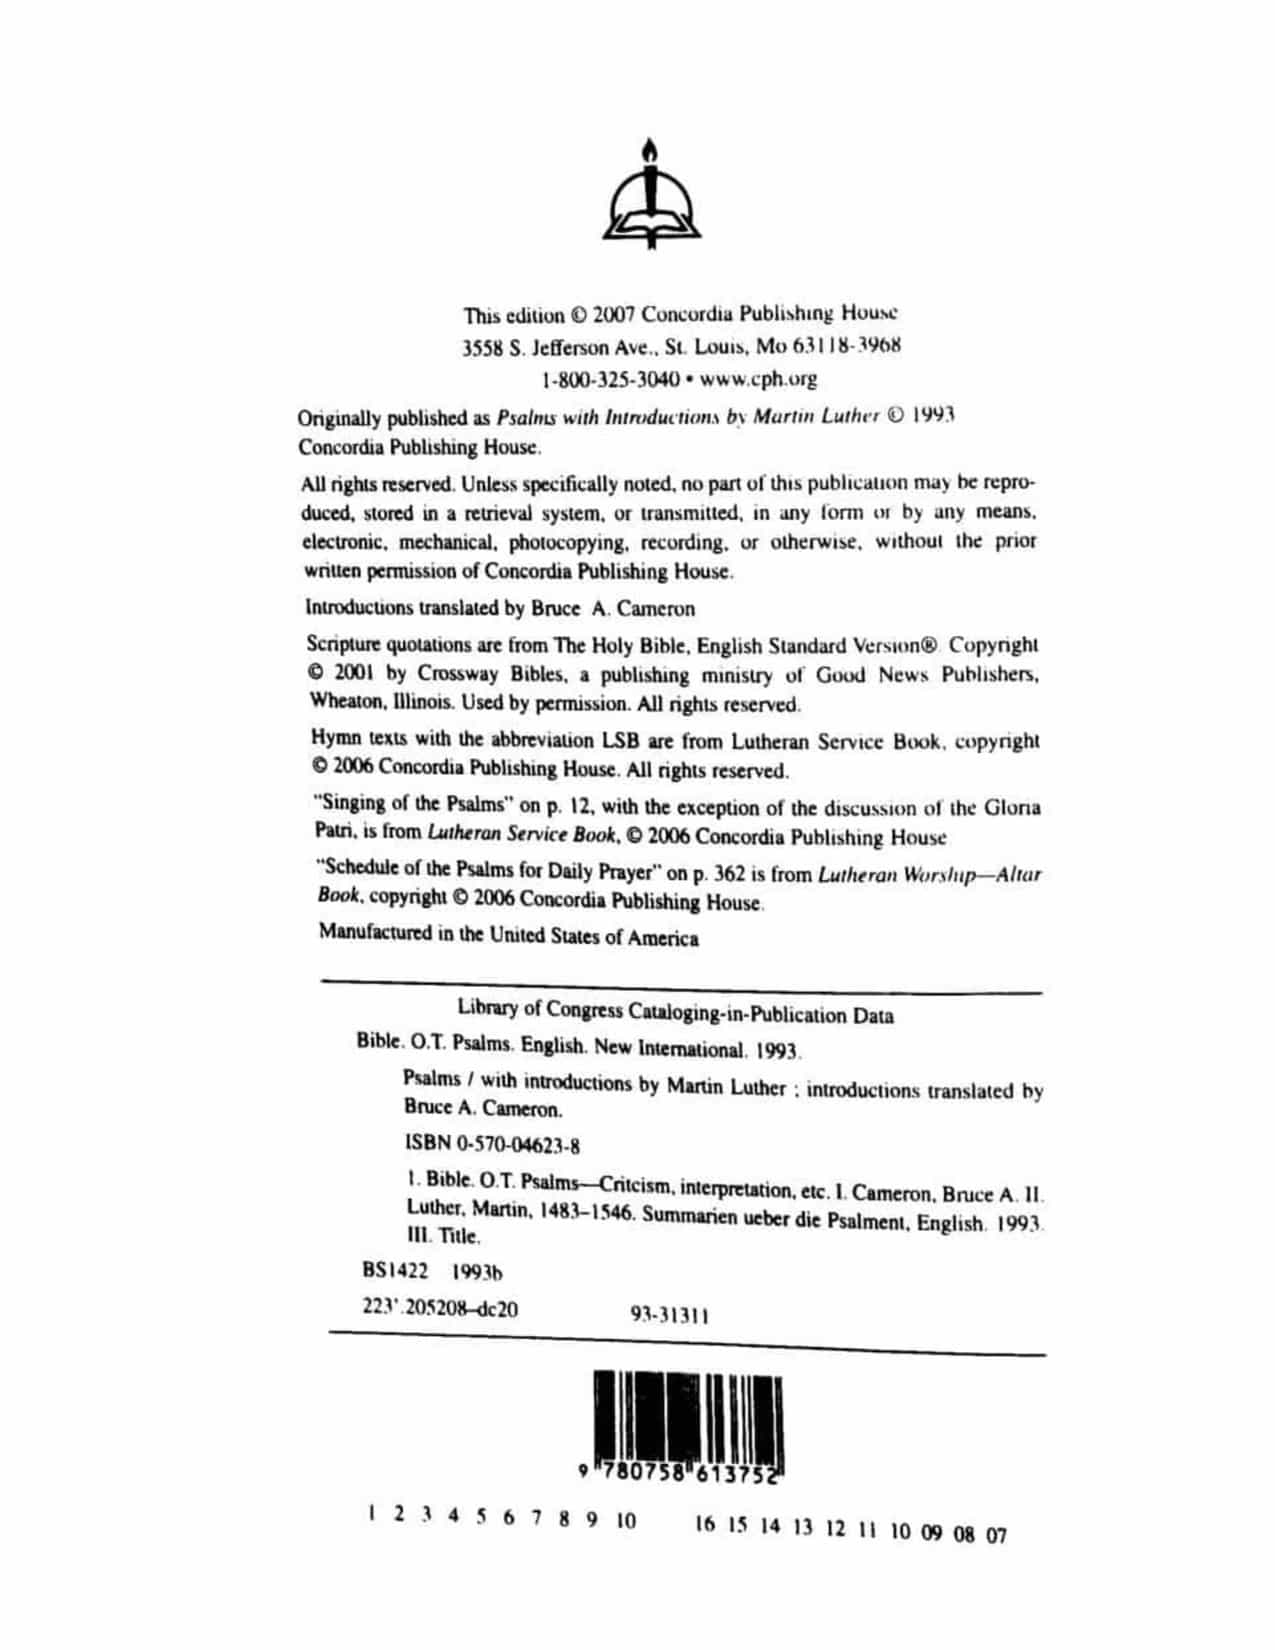 This edition © 2007 Concordia Publishing House
3558 S. Jefferson Ave., St. Louis, Mo 63118-3968
1-800-325-3040 • www.cph.org
Originally published as Psalms with Introductions by Martin Luther © 1993
Concordia Publishing House.
All rights reserved. Unless specifically noted, no part of this publication may be repro-
duced, stored in a retrieval system, or transmitted, in any form or by any means,
electronic, mechanical, photocopying, recording, or otherwise, without the prior
written permission of Concordia Publishing House.
Introductions translated by Bruce A. Cameron
Scripture quotations are from The Holy Bible, English Standard Version®. Copyright
© 2001 by Crossway Bibles, a publishing ministry of Good News Publishers,
Wheaton, Illinois. Used by permission. All rights reserved.
Hymn texts with the abbreviation LSB are from Lutheran Service Book, copyright
© 2006 Concordia Publishing House. All rights reserved.
"Singing of the Psalms" on p. 12, with the exception of the discussion of the Gloria
Patri, is from Lutheran Service Book, © 2006 Concordia Publishing House
"Schedule of the Psalms for Daily Prayer" on p. 362 is from Lutheran Worship—Altar
Book, copyright © 2006 Concordia Publishing House.
Manufactured in the United States of America
Library of Congress Cataloging-in-Publication Data
Bible. O.T. Psalms. English. New International. 1993.
Psalms / with introductions by Martin Luther ; introductions translated by
Bruce A. Cameron.
ISBN 0-570-04623-8
1. Bible. O.T. Psalms—Critcism, interpretation, etc. I. Cameron, Bruce A. II.
Luther, Martin, 1483–1546. Summarien ueber die Psalment, English. 1993.
III. Title.
BS1422 1993b
223'.205208–dc20 93-31311
9 780758 613752
1 2 3 4 5 6 7 8 9 10 16 15 14 13 12 11 10 09 08 07